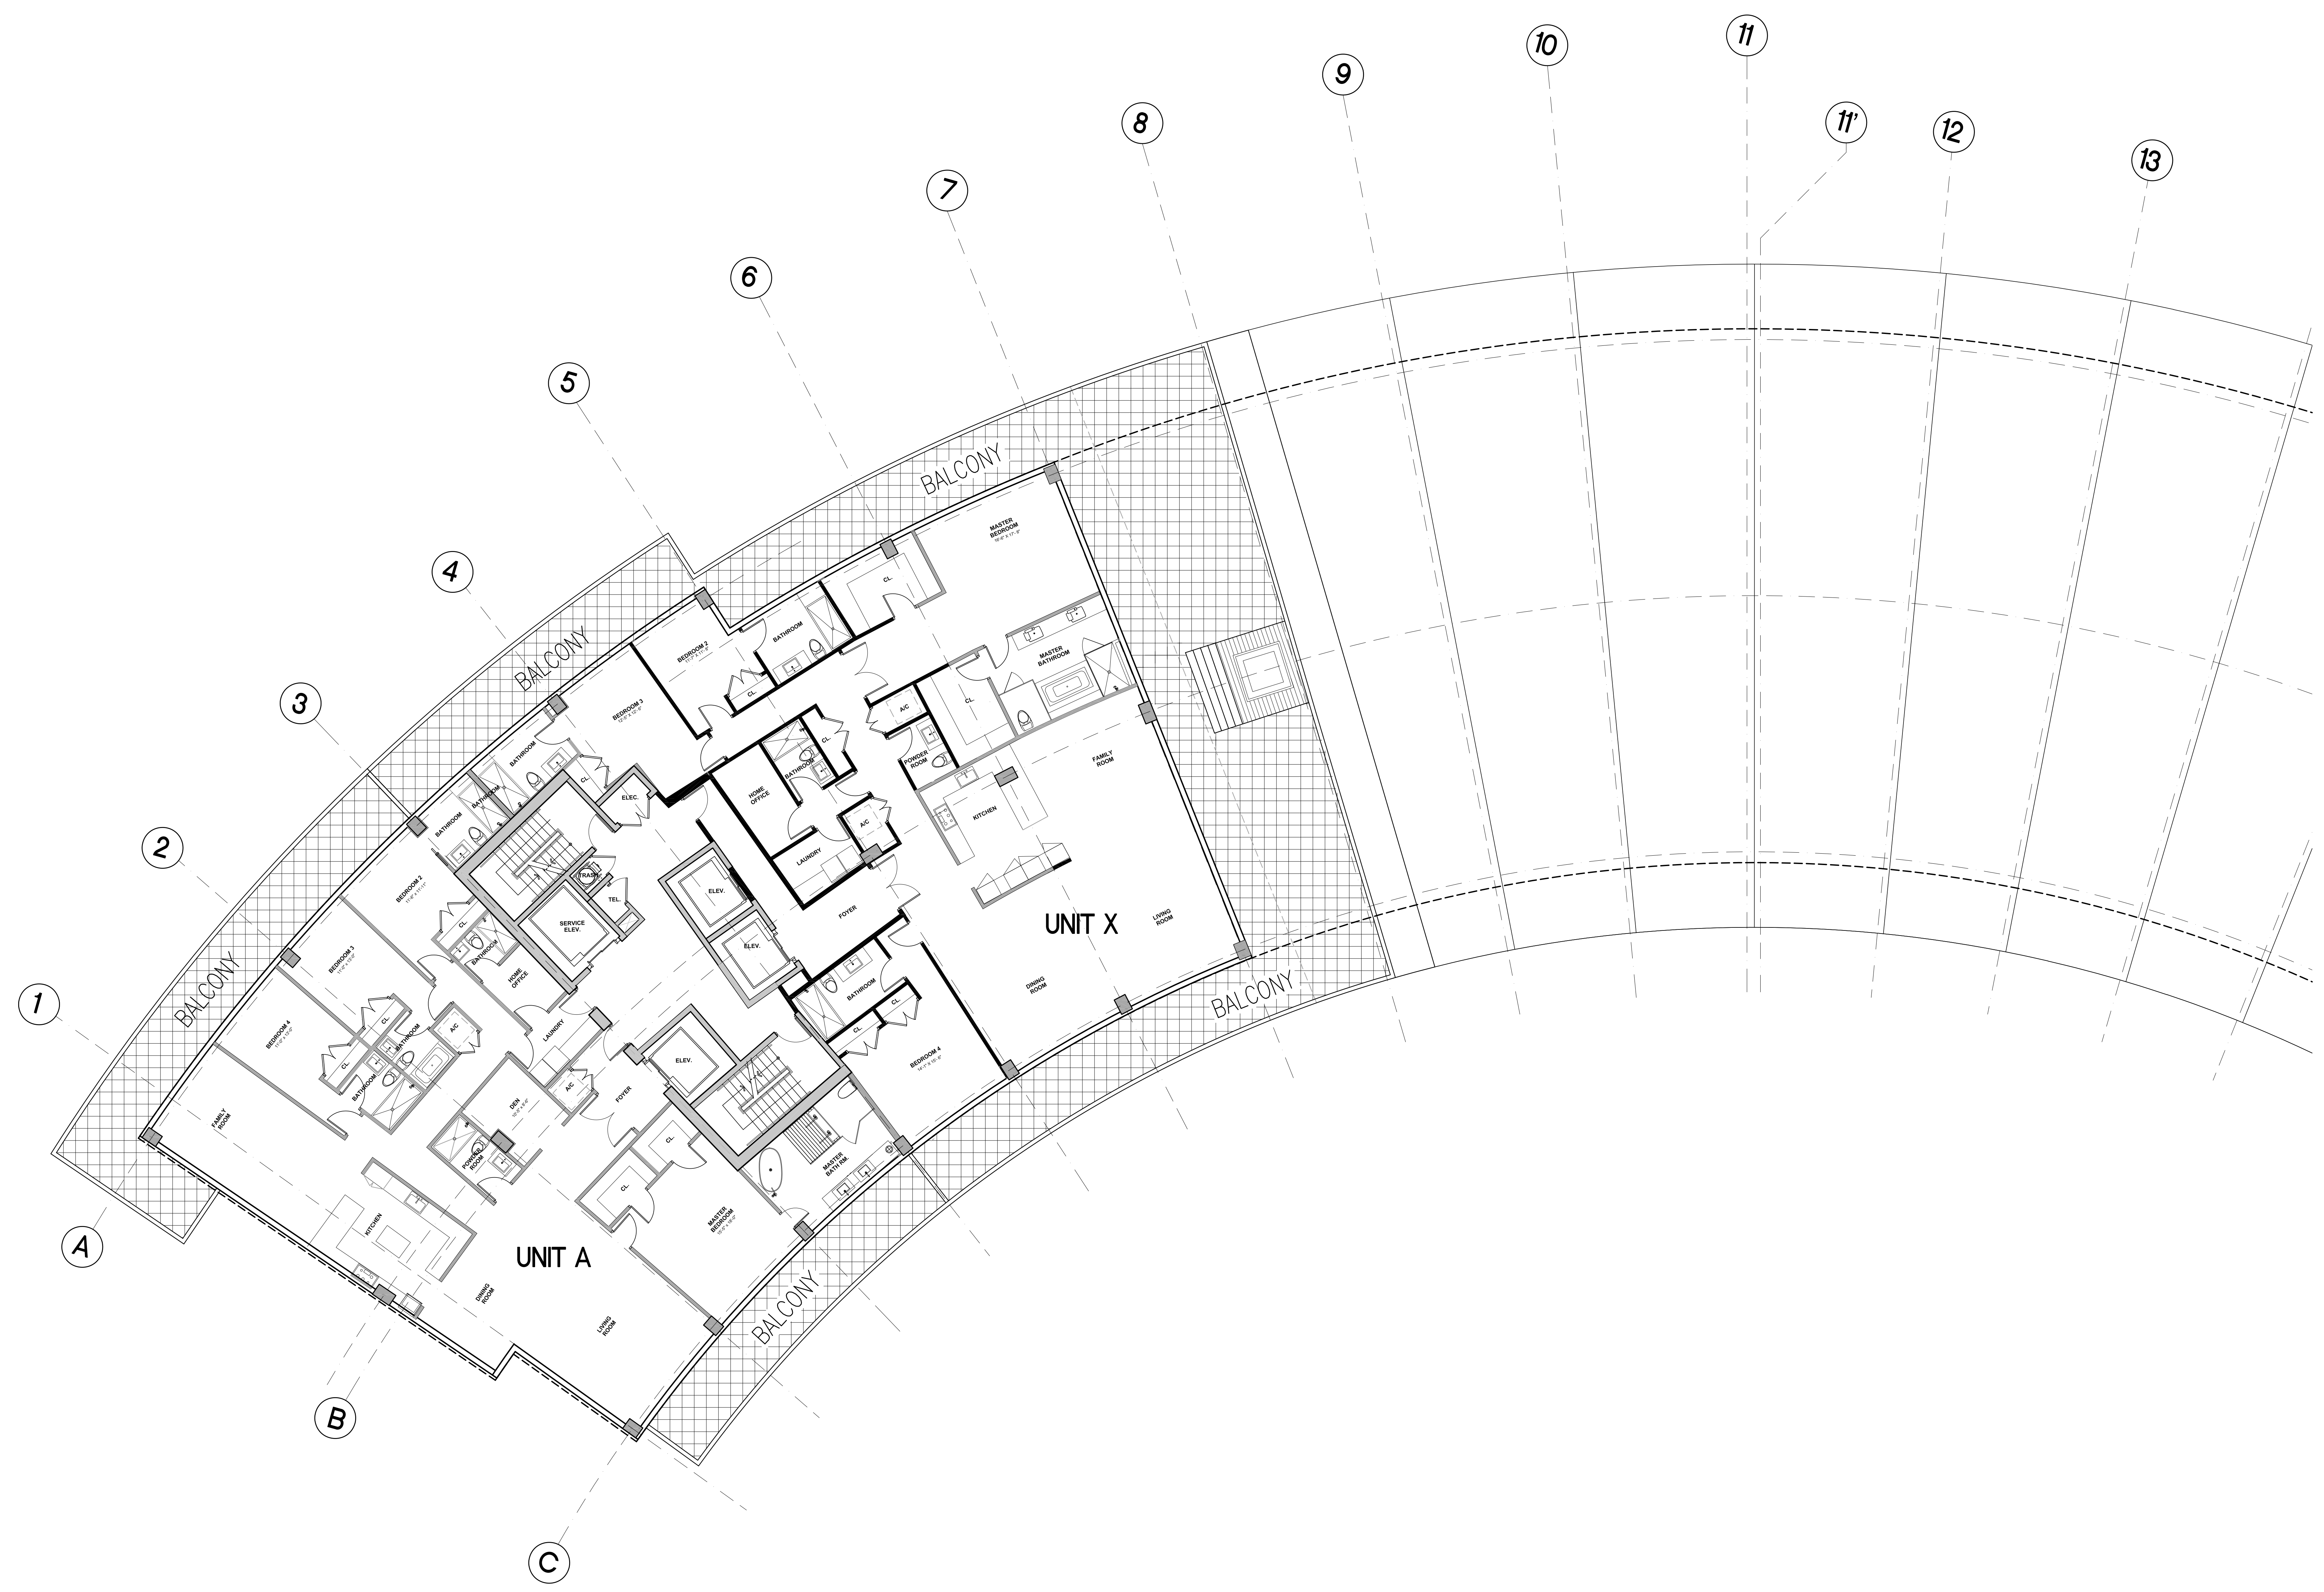 11
10
9
11'
8
12
13
7
6
5
4
3
2
1
A
B
C
BALCONY
BALCONY
BALCONY
BALCONY
BALCONY
UNIT X
MASTER
BEDROOM
CL.
BATHROOM
BEDROOM 2
CL.
BEDROOM 3
MASTER
BATHROOM
CL.
A/C
POWDER
ROOM
CL.
BATHROOM
HOME
OFFICE
A/C
LAUNDRY
KITCHEN
FAMILY
ROOM
LIVING
ROOM
DINING
ROOM
FOYER
BATHROOM
CL.
CL.
BEDROOM 4
ELEC.
ELEV.
ELEV.
ELEV.
TRASH
TEL.
SERVICE
ELEV.
UNIT A
BATHROOM
CL.
BATHROOM
BATHROOM
BEDROOM 2
CL.
BATHROOM
HOME
OFFICE
BEDROOM 3
BEDROOM 4
CL.
CL.
BATHROOM
BATHROOM
A/C
LAUNDRY
A/C
DEN
FOYER
POWDER
ROOM
FAMILY
ROOM
KITCHEN
DINING
ROOM
LIVING
ROOM
CL.
CL.
MASTER
BEDROOM
MASTER
BATH RM.